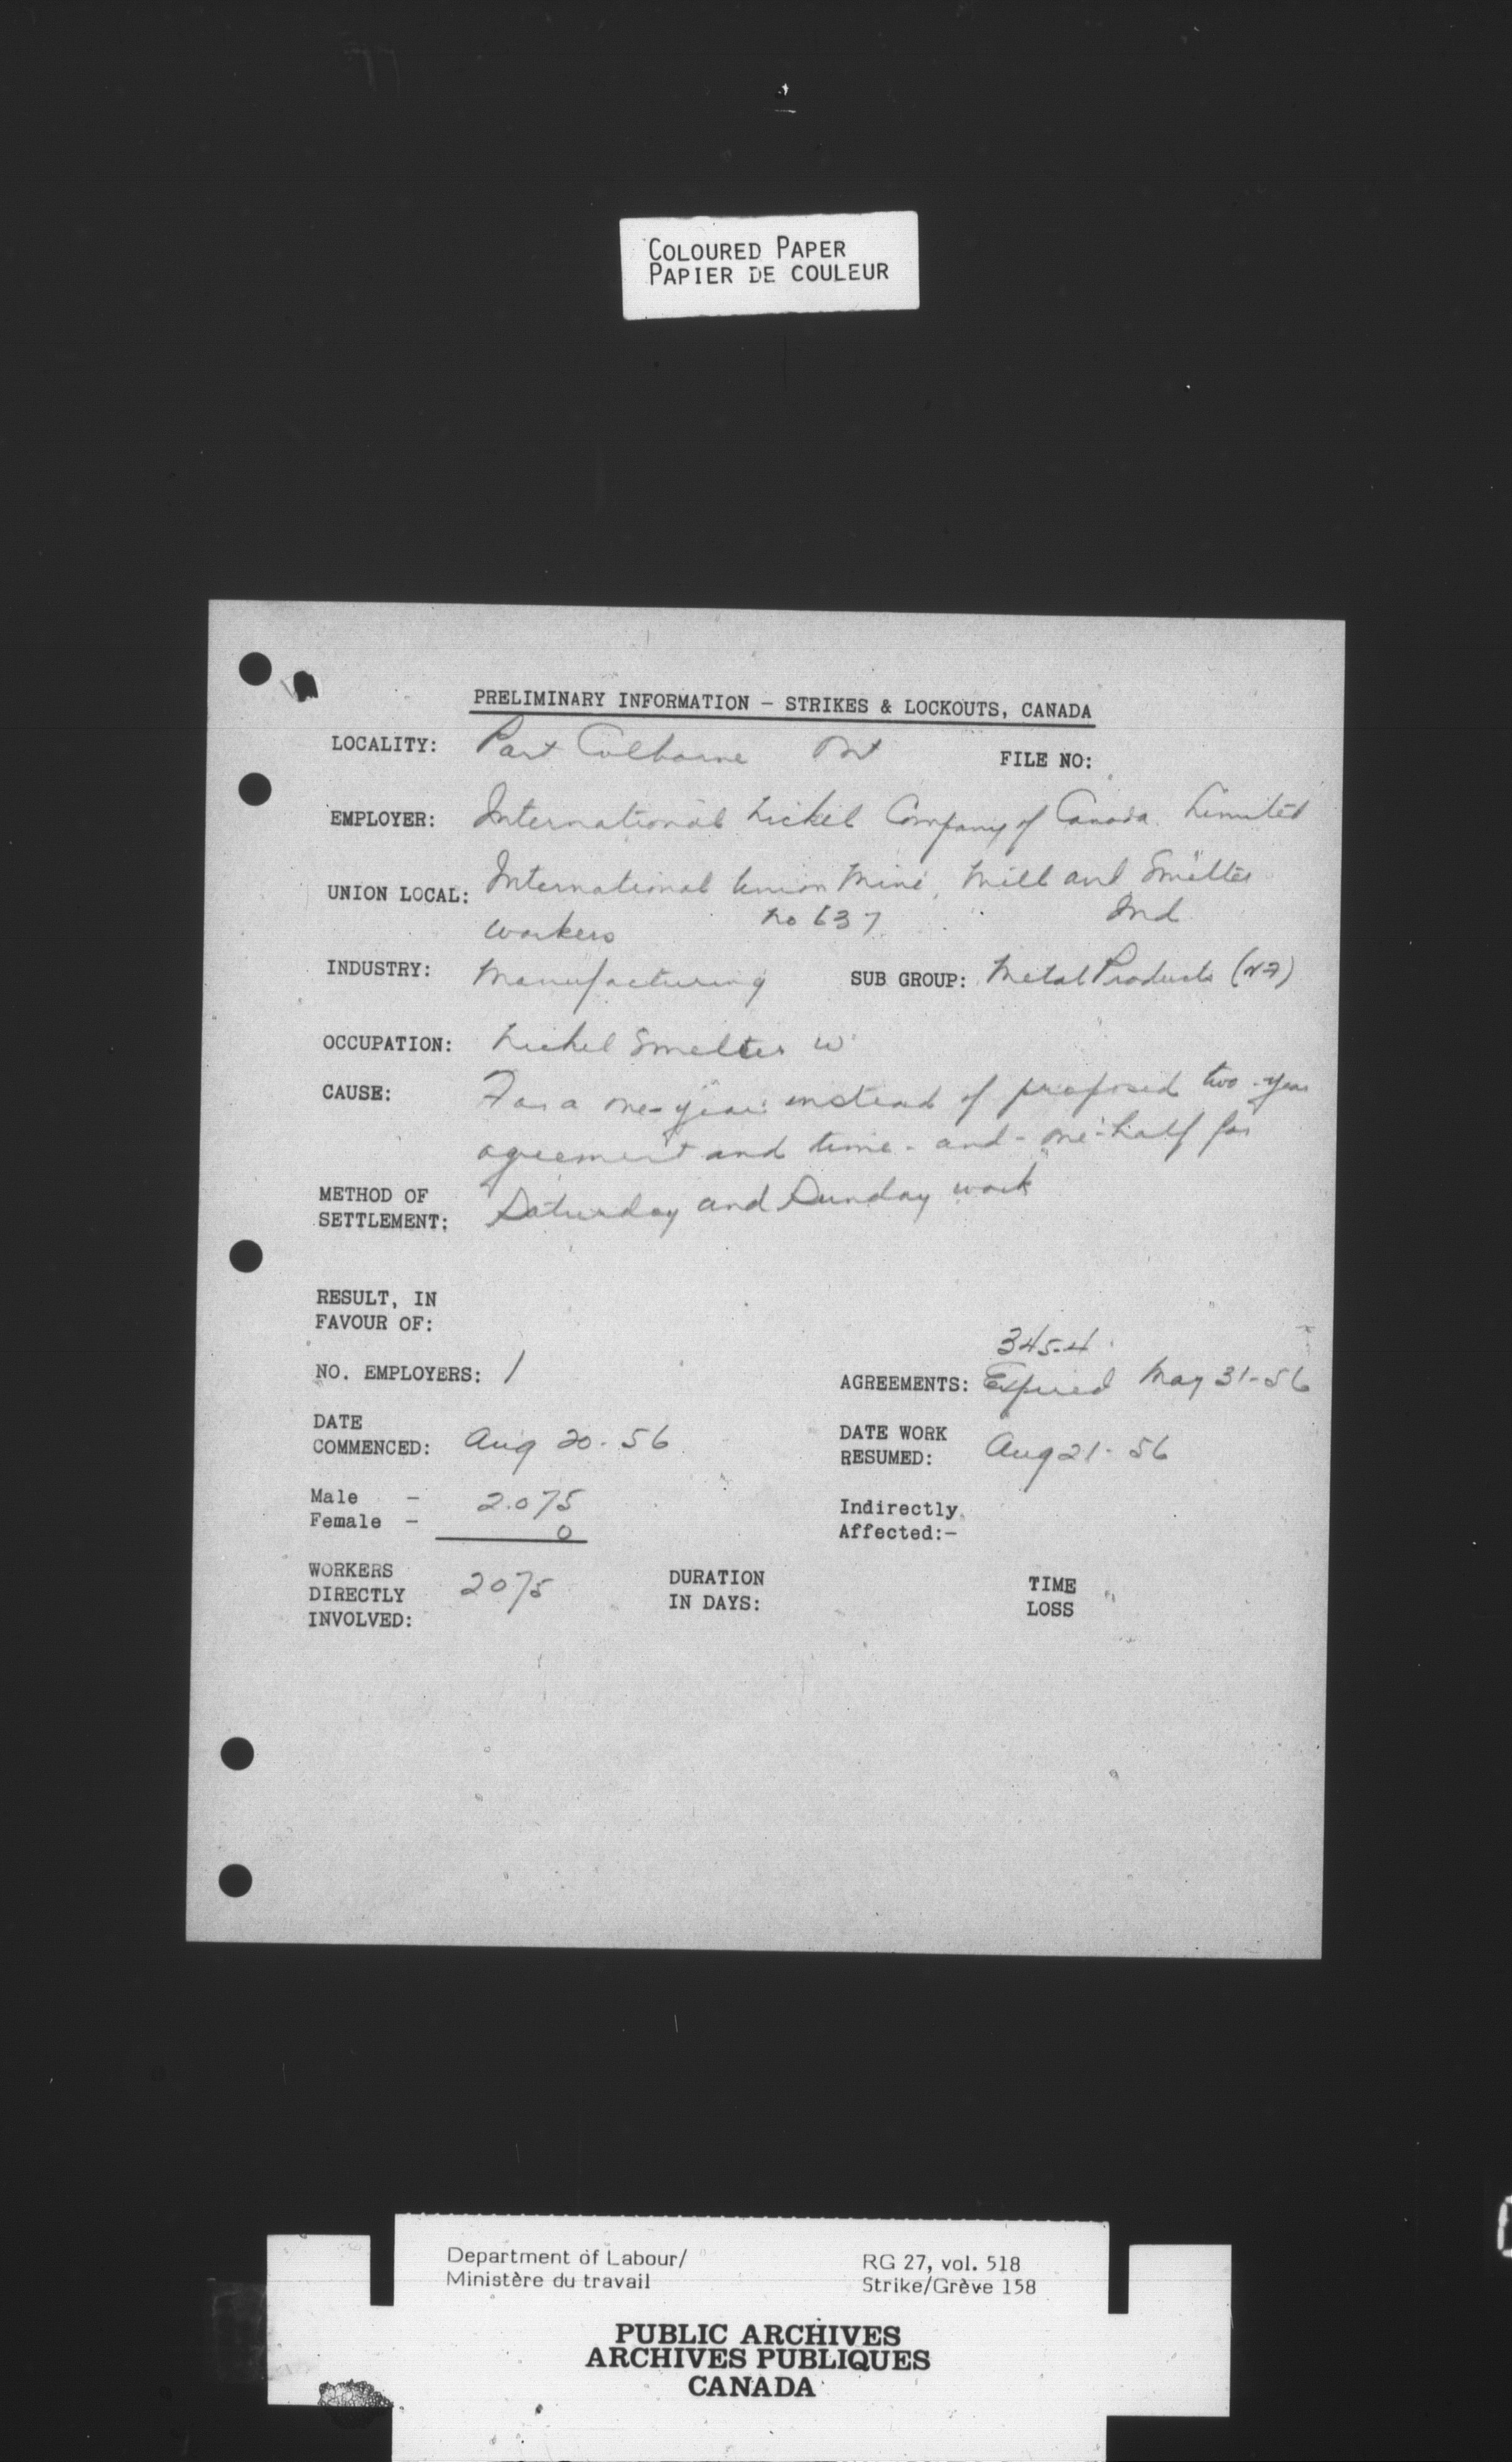 COLOURED PAPER
PAPIER DE COULEUR
PRELIMINARY INFORMATION - STRIKES & LOCKOUTS, CANADA
LOCALITY: Port Colborne Ont FILE NO:
EMPLOYER: International Nickel Company of Canada Limited
UNION LOCAL: International Union Mine, Mill and Smelter
Workers No 637 Ind
INDUSTRY: Manufacturing SUB GROUP: Metal Products
OCCUPATION: Nickel Smelter W
CAUSE: For a one-year instead of proposed two-year
agreement and time-and-one-half for
Saturday and Sunday work
METHOD OF
SETTLEMENT:
RESULT, IN
FAVOUR OF:
345-4
NO. EMPLOYERS: 1 AGREEMENTS: Expired May 31-56
DATE
COMMENCED: Aug 20-56
DATE WORK
RESUMED: Aug 21-56
Male - 2.075
Female - 0
Indirectly
Affected:-
WORKERS
DIRECTLY
INVOLVED: 2075
DURATION
IN DAYS:
TIME
LOSS
Department of Labour/
Ministère du travail
RG 27, vol. 518
Strike/Grève 158
PUBLIC ARCHIVES
ARCHIVES PUBLIQUES
CANADA